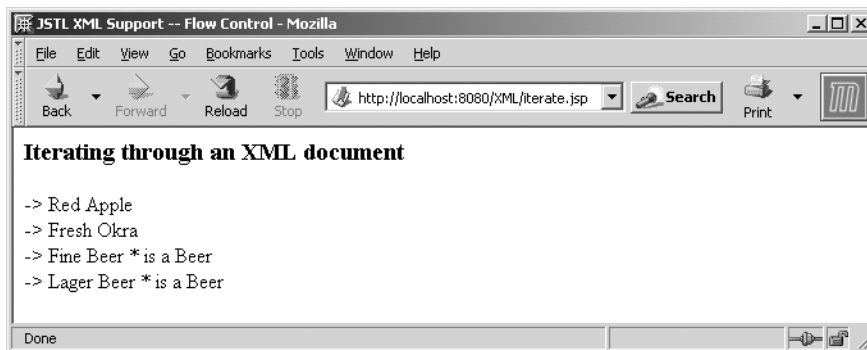 JSTL XML Support -- Flow Control - Mozilla
File Edit View Go Bookmarks Tools Window Help
Back Forward Reload Stop http://localhost:8080/XML/iterate.jsp Search Print
Iterating through an XML document
-> Red Apple
-> Fresh Okra
-> Fine Beer * is a Beer
-> Lager Beer * is a Beer
Done